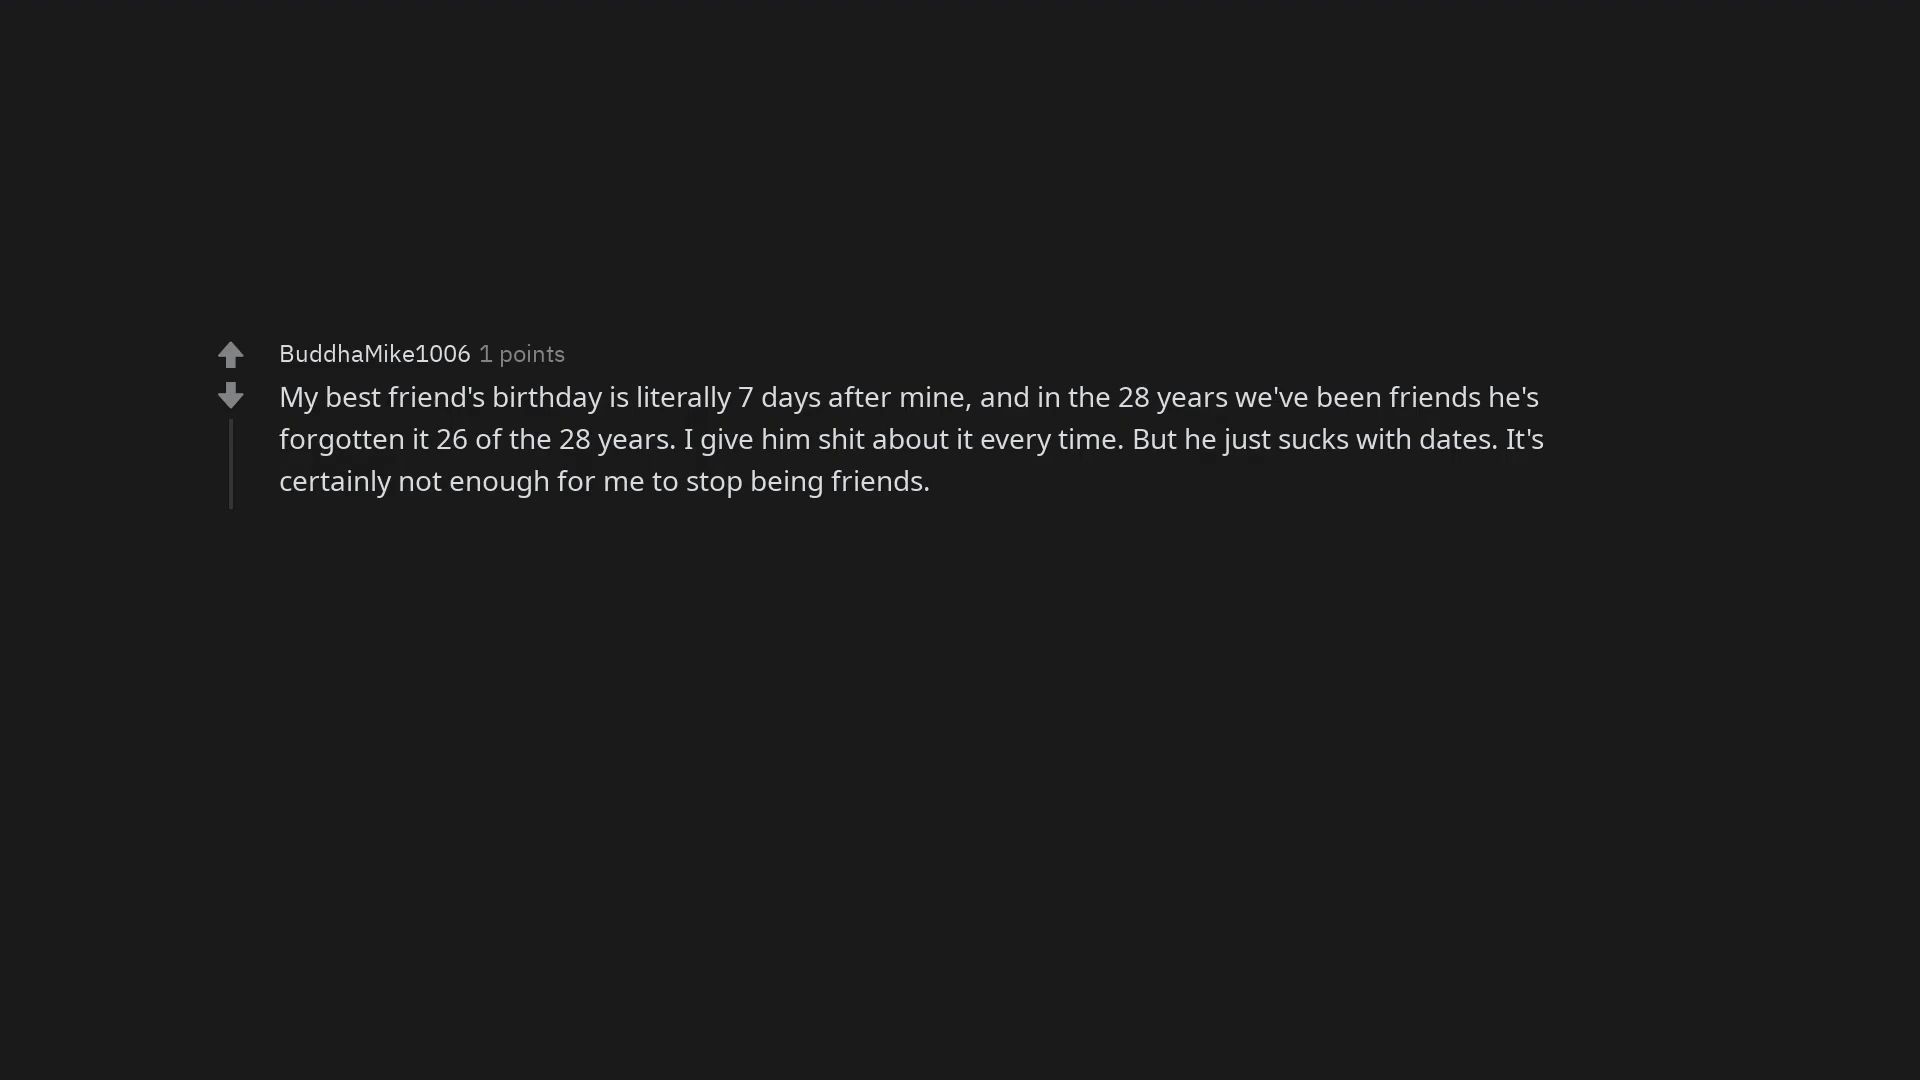 BuddhaMike1006 1 points
My best friend's birthday is literally 7 days after mine, and in the 28 years we've been friends he's
forgotten it 26 of the 28 years. I give him shit about it every time. But he just sucks with dates. It's
certainly not enough for me to stop being friends.